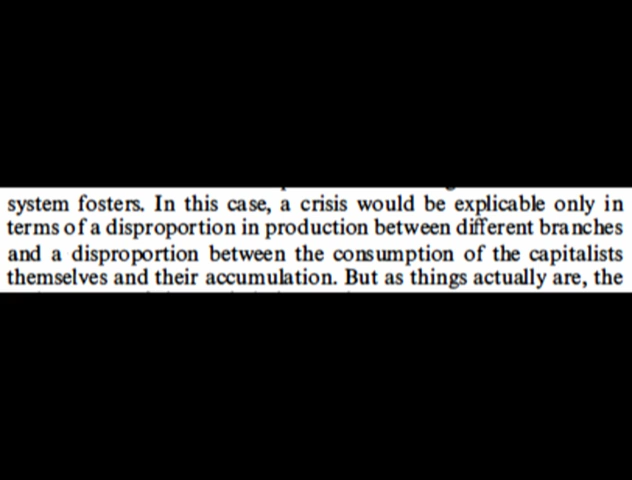 system fosters. In this case, a crisis would be explicable only in
terms of a disproportion in production between different branches
and a disproportion between the consumption of the capitalists
themselves and their accumulation. But as things actually are, the